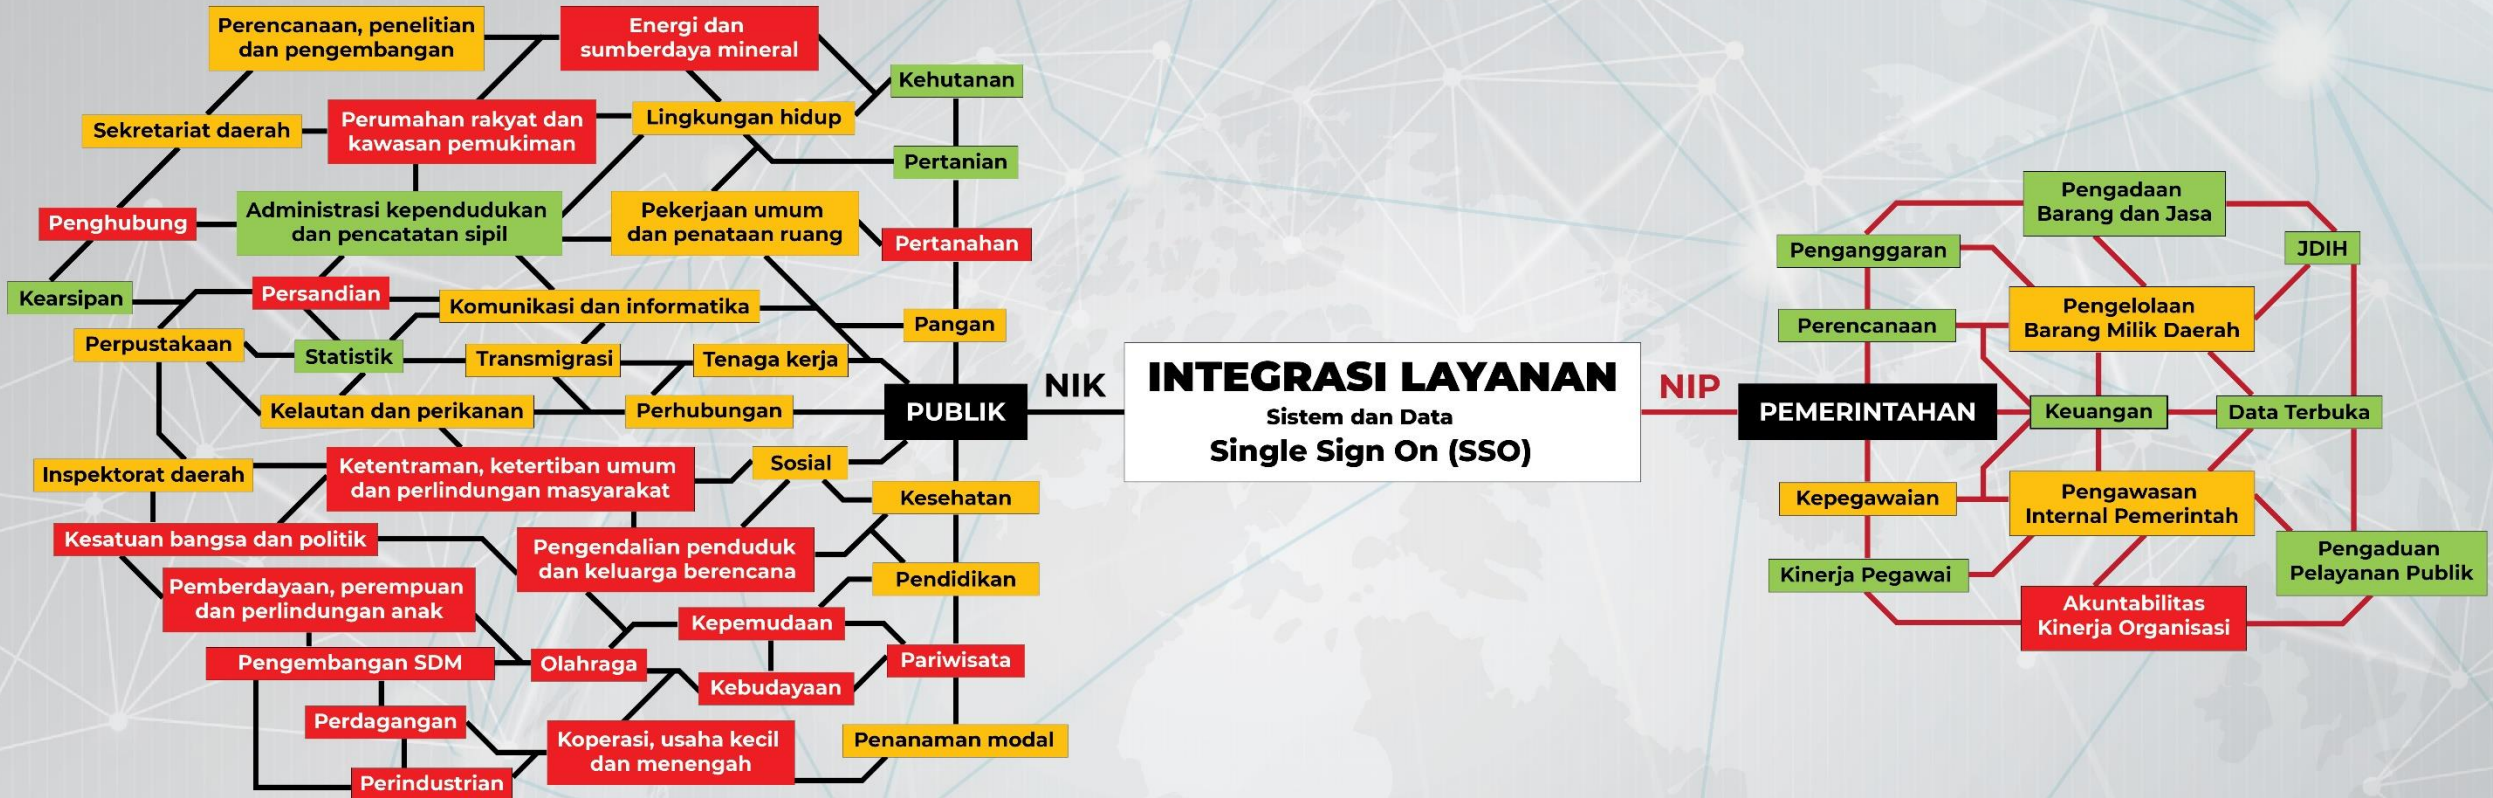 Perencanaan, penelitian
dan pengembangan
Energi dan
sumberdaya mineral
Kehutanan
Sekretariat daerah
Perumahan rakyat dan
kawasan pemukiman
Lingkungan hidup
Pertanian
Penghubung
Administrasi kependudukan
dan pencatatan sipil
Pekerjaan umum
dan penataan ruang
Pertanahan
Kearsipan
Persandian
Komunikasi dan informatika
Pangan
Perpustakaan
Statistik
Transmigrasi
Tenaga kerja
Kelautan dan perikanan
Perhubungan
PUBLIK
Inspektorat daerah
Ketentraman, ketertiban umum
dan perlindungan masyarakat
Sosial
Kesehatan
Kesatuan bangsa dan politik
Pengendalian penduduk
dan keluarga berencana
Pendidikan
Pemberdayaan, perempuan
dan perlindungan anak
Kepemudaan
Pengembangan SDM
Olahraga
Pariwisata
Kebudayaan
Perdagangan
Koperasi, usaha kecil
dan menengah
Penanaman modal
Perindustrian
NIK
INTEGRASI LAYANAN
Sistem dan Data
Single Sign On (SSO)
NIP
PEMERINTAHAN
Pengadaan
Barang dan Jasa
Penganggaran
JDIH
Pengelolaan
Barang Milik Daerah
Perencanaan
Keuangan
Data Terbuka
Kepegawaian
Pengawasan
Internal Pemerintah
Kinerja Pegawai
Pengaduan
Pelayanan Publik
Akuntabilitas
Kinerja Organisasi